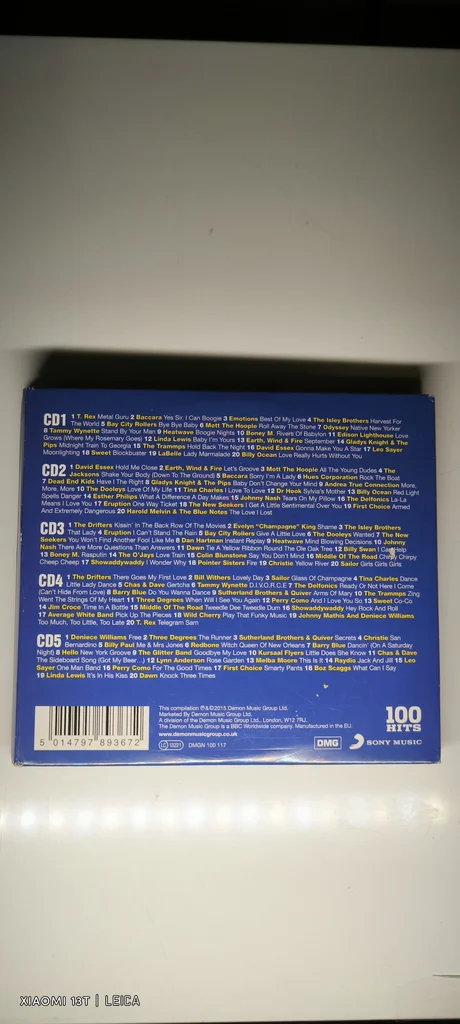 CD1 1 T. Rex Metal Guru 2 Baccara Yes Sir, I Can Boogie 3 Emotions Best Of My Love 4 The Isley Brothers Harvest For
The World 5 Bay City Rollers Bye Bye Baby 6 Mott The Hoople Roll Away The Stone 7 Odyssey Native New Yorker
8 Tammy Wynette Stand By Your Man 9 Heatwave Boogie Nights 10 Boney M. Rivers Of Babylon 11 Edison Lighthouse Love
Grows (Where My Rosemary Goes) 12 Linda Lewis Baby I'm Yours 13 Earth, Wind & Fire September 14 Gladys Knight & The
Pips Midnight Train To Georgia 15 The Trammps Hold Back The Night 16 David Essex Gonna Make You A Star 17 Leo Sayer
Moonlighting 18 Sweet Blockbuster 19 LaBelle Lady Marmalade 20 Billy Ocean Love Really Hurts Without You
CD2 1 David Essex Hold Me Close 2 Earth, Wind & Fire Let's Groove 3 Mott The Hoople All The Young Dudes 4 The
Jacksons Shake Your Body (Down To The Ground) 5 Baccara Sorry I'm A Lady 6 Hues Corporation Rock The Boat
7 Dead End Kids Have I The Right 8 Gladys Knight & The Pips Baby Don't Change Your Mind 9 Andrea True Connection More,
More, More 10 The Dooleys Love Of My Life 11 Tina Charles I Love To Love 12 Dr Hook Sylvia's Mother 13 Billy Ocean Red Light
Spells Danger 14 Esther Philips What A Difference A Day Makes 15 Johnny Nash Tears On My Pillow 16 The Delfonics La-La
Means I Love You 17 Eruption One Way Ticket 18 The New Seekers I Get A Little Sentimental Over You 19 First Choice Armed
And Extremely Dangerous 20 Harold Melvin & The Blue Notes The Love I Lost
CD3 1 The Drifters Kissin' In The Back Row Of The Movies 2 Evelyn "Champagne" King Shame 3 The Isley Brothers
That Lady 4 Eruption I Can't Stand The Rain 5 Bay City Rollers Give A Little Love 6 The Dooleys Wanted 7 The New
Seekers You Won't Find Another Fool Like Me 8 Dan Hartman Instant Replay 9 Heatwave Mind Blowing Decisions 10 Johnny
Nash There Are More Questions Than Answers 11 Dawn Tie A Yellow Ribbon Round The Ole Oak Tree 12 Billy Swan I Can Help
13 Boney M. Rasputin 14 The O'Jays Love Train 15 Colin Blunstone Say You Don't Mind 16 Middle Of The Road Chirpy Chirpy
Cheep Cheep 17 Showaddywaddy I Wonder Why 18 Pointer Sisters Fire 19 Christie Yellow River 20 Sailor Girls Girls Girls
CD4 1 The Drifters There Goes My First Love 2 Bill Withers Lovely Day 3 Sailor Glass Of Champagne 4 Tina Charles Dance
Little Lady Dance 5 Chas & Dave Gertcha 6 Tammy Wynette D.I.V.O.R.C.E 7 The Delfonics Ready Or Not Here I Come
(Can't Hide From Love) 8 Barry Blue Do You Wanna Dance 9 Sutherland Brothers & Quiver Arms Of Mary 10 The Trammps Zing
Went The Strings Of My Heart 11 Three Degrees When Will I See You Again 12 Perry Como And I Love You So 13 Sweet Co-Co
14 Jim Croce Time In A Bottle 15 Middle Of The Road Tweedle Dee Tweedle Dum 16 Showaddywaddy Hey Rock And Roll
17 Average White Band Pick Up The Pieces 18 Wild Cherry Play That Funky Music 19 Johnny Mathis And Deniece Williams
Too Much, Too Little, Too Late 20 T. Rex Telegram Sam
CD5 1 Deniece Williams Free 2 Three Degrees The Runner 3 Sutherland Brothers & Quiver Secrets 4 Christie San
Bernardino 5 Billy Paul Me & Mrs Jones 6 Redbone Witch Queen Of New Orleans 7 Barry Blue Dancin' (On A Saturday
Night) 8 Hello New York Groove 9 The Glitter Band Goodbye My Love 10 Kursaal Flyers Little Does She Know 11 Chas & Dave
The Sideboard Song (Got My Beer...) 12 Lynn Anderson Rose Garden 13 Melba Moore This Is It 14 Raydio Jack And Jill 15 Leo
Sayer One Man Band 16 Perry Como For The Good Times 17 First Choice Smarty Pants 18 Boz Scaggs What Can I Say
19 Linda Lewis It's In His Kiss 20 Dawn Knock Three Times
This compilation ℗&©2015 Demon Music Group Ltd.
Marketed By Demon Music Group Ltd.
A division of the Demon Music Group Ltd., London, W12 7RJ.
The Demon Music Group is a BBC Worldwide company. Manufactured in the EU.
www.demonmusicgroup.co.uk
LC 13221 DMGN 100 117
5 014797 893672
DMG
SONY MUSIC
100
HITS
XIAOMI 13T | LEICA